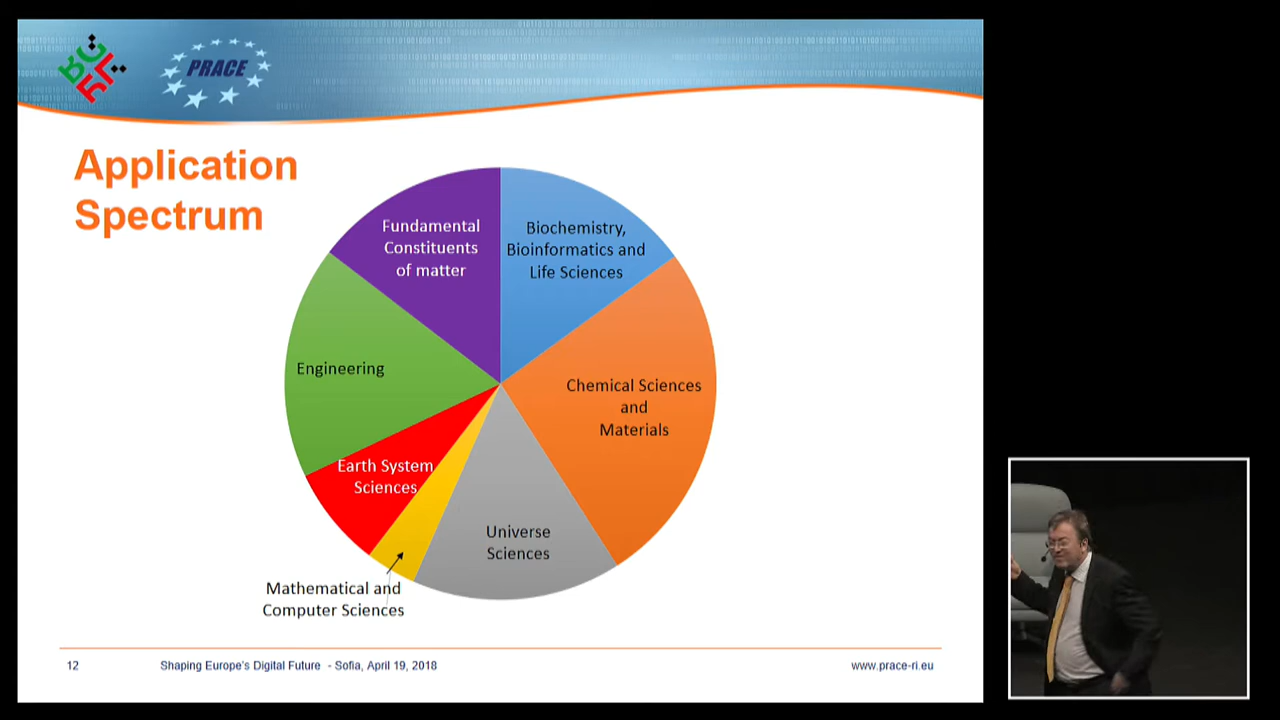 PRACE
Application
Spectrum
Fundamental
Constituents
of matter
Biochemistry,
Bioinformatics and
Life Sciences
Engineering
Chemical Sciences
and
Materials
Earth System
Sciences
Universe
Sciences
Mathematical and
Computer Sciences
12
Shaping Europe's Digital Future - Sofia, April 19, 2018
www.prace-ri.eu